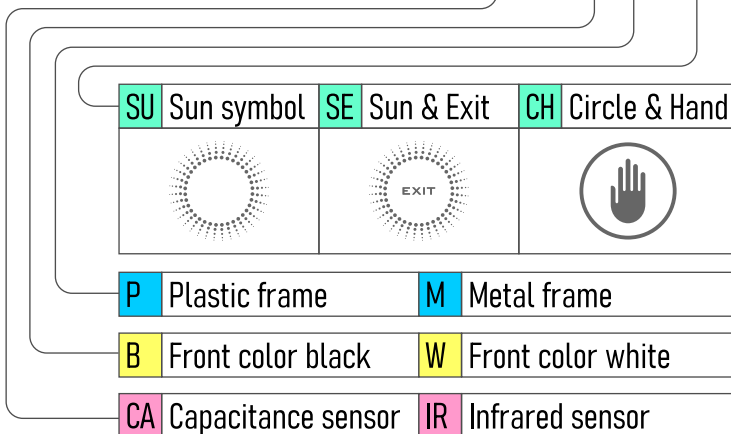 SU Sun symbol SE Sun & Exit CH Circle & Hand
EXIT
P Plastic frame M Metal frame
B Front color black W Front color white
CA Capacitance sensor IR Infrared sensor